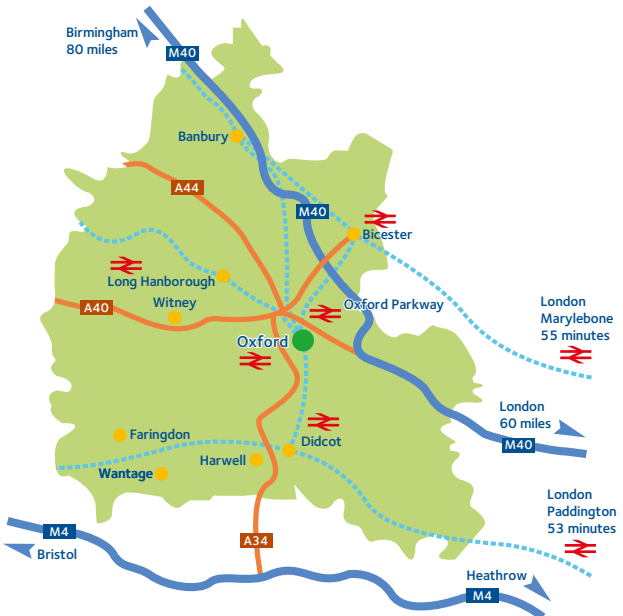 Birmingham
80 miles
M40
Banbury
A44
M40
Bicester
Long Hanborough
Witney
A40
Oxford Parkway
London
Marylebone
55 minutes
Oxford
London
60 miles
M40
Faringdon
Didcot
Harwell
Wantage
London
Paddington
53 minutes
M4
Bristol
A34
Heathrow
M4